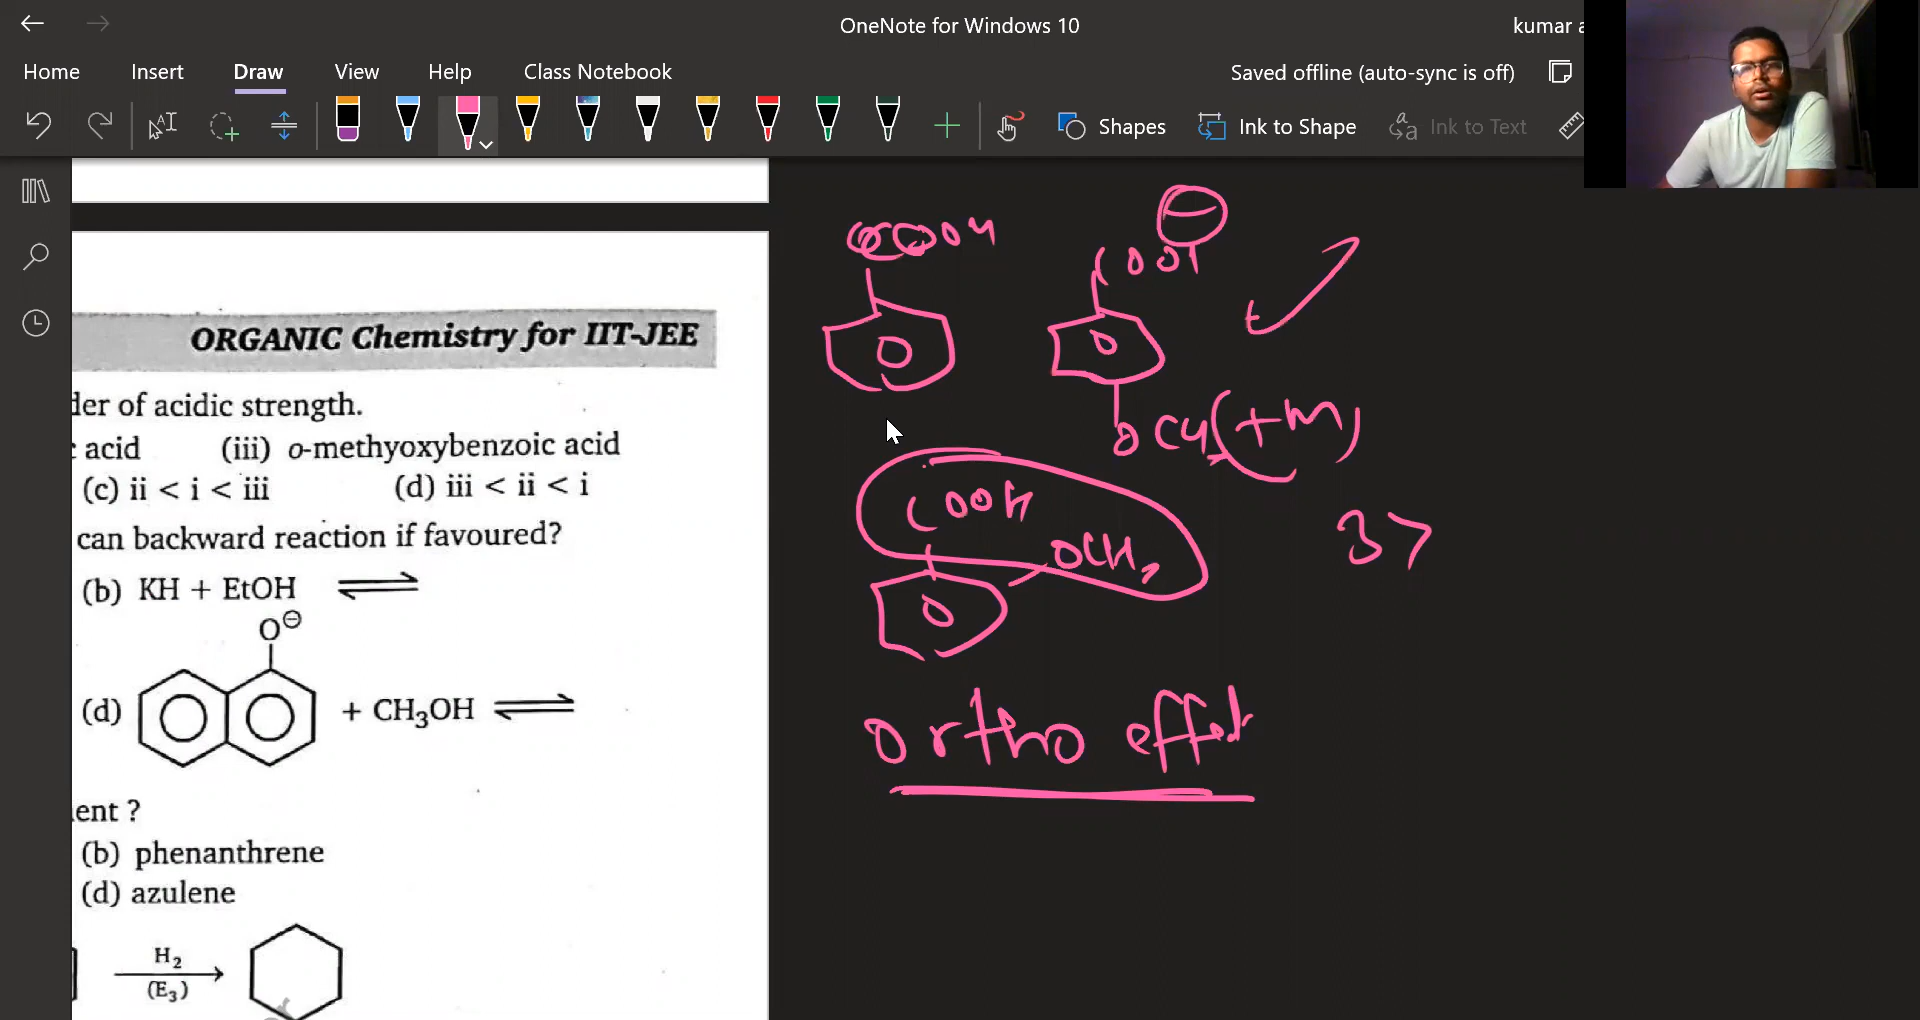 OneNote for Windows 10
kumar a
Home Insert Draw View Help Class Notebook
Saved offline (auto-sync is off)
Shapes Ink to Shape Ink to Text
ORGANIC Chemistry for IIT-JEE
der of acidic strength.
c acid (iii) o-methyoxybenzoic acid
(c) ii < i < iii (d) iii < ii < i
can backward reaction if favoured?
(b) KH + EtOH ⇌
O⊖
(d) + CH₃OH ⇌
ent ?
(b) phenanthrene
(d) azulene
H₂
(E₃)
COOH
(+M)
COOH
OCH₃
3 >
ortho effet